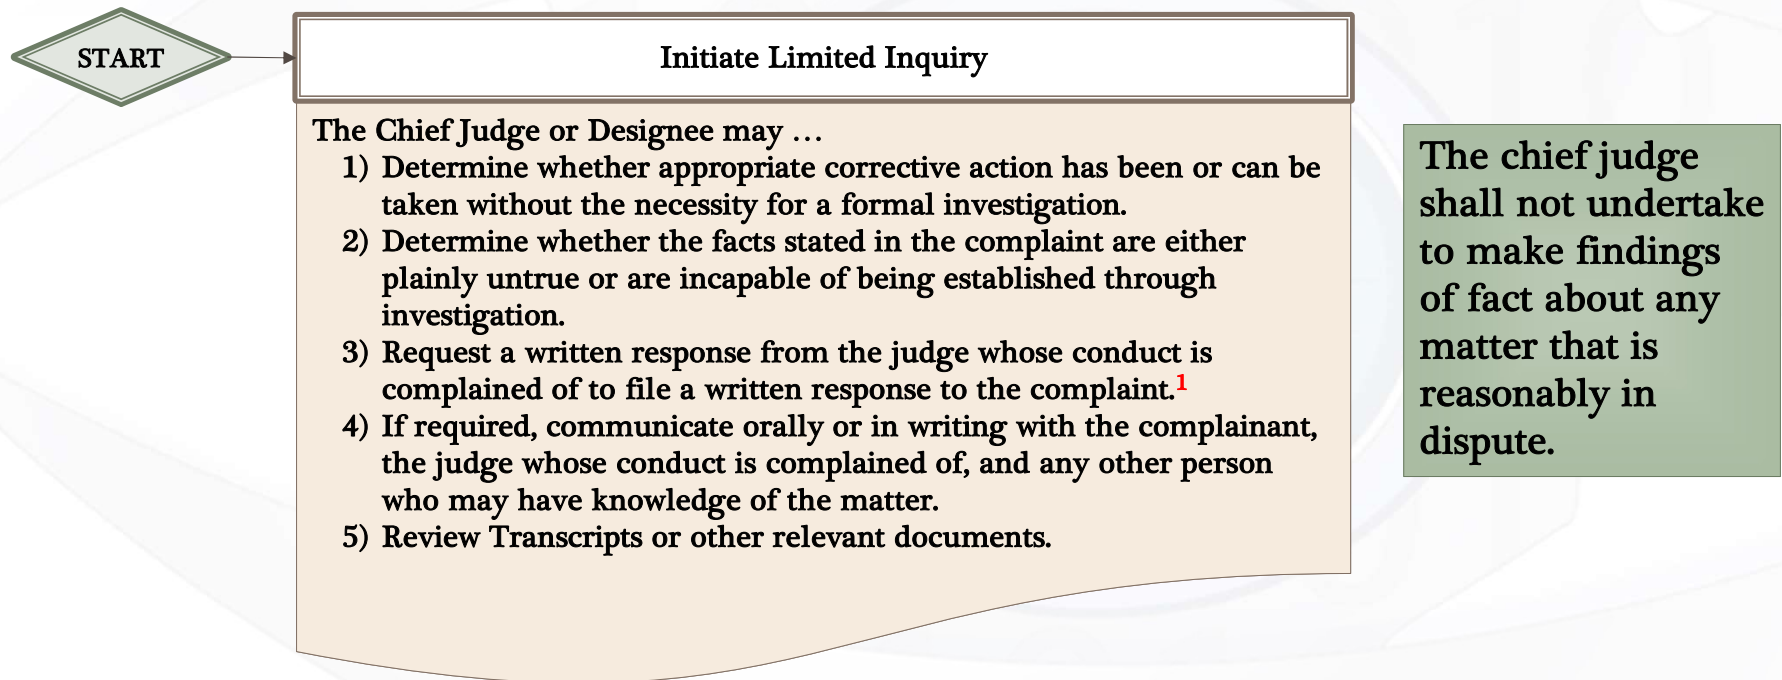 START
Initiate Limited Inquiry
The Chief Judge or Designee may …
1) Determine whether appropriate corrective action has been or can be
taken without the necessity for a formal investigation.
2) Determine whether the facts stated in the complaint are either
plainly untrue or are incapable of being established through
investigation.
3) Request a written response from the judge whose conduct is
complained of to file a written response to the complaint.1
4) If required, communicate orally or in writing with the complainant,
the judge whose conduct is complained of, and any other person
who may have knowledge of the matter.
5) Review Transcripts or other relevant documents.
The chief judge
shall not undertake
to make findings
of fact about any
matter that is
reasonably in
dispute.